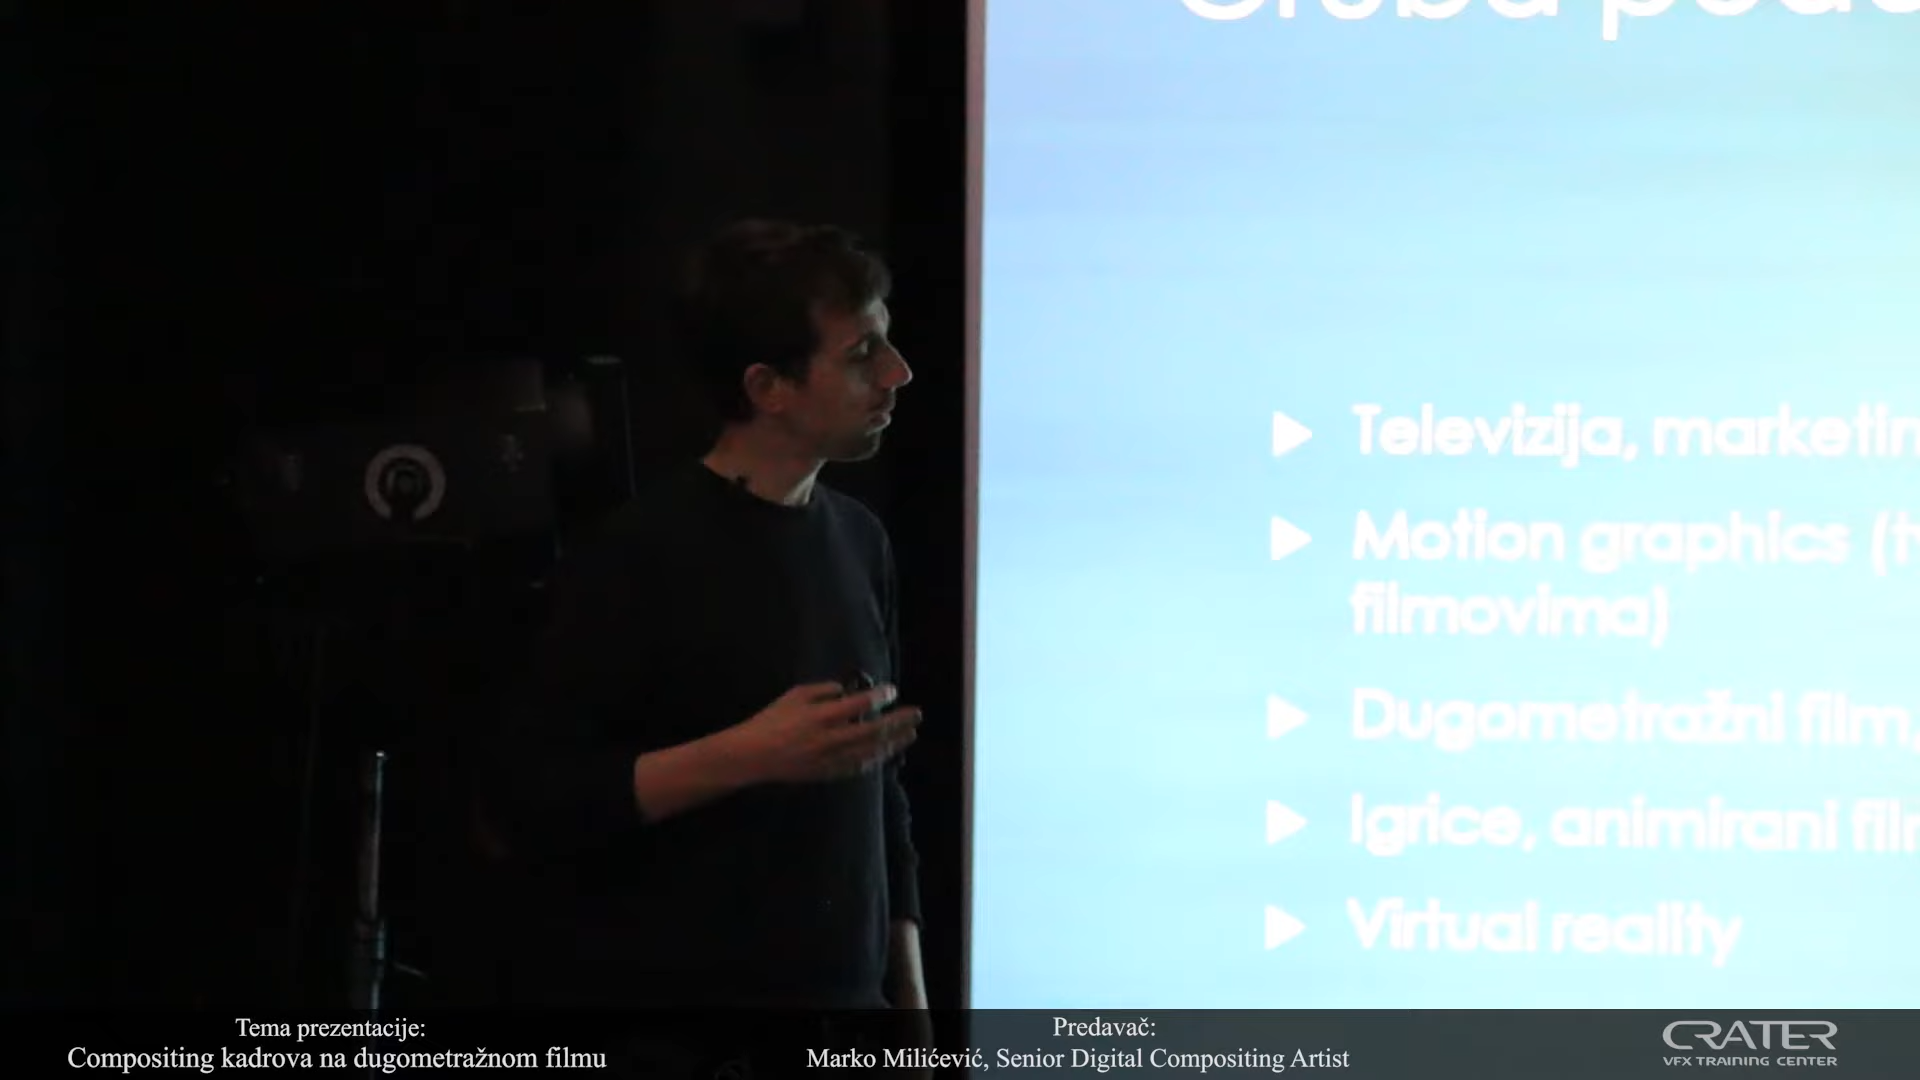 Gruba
Televizija, marketin
Motion graphics (
filmovima)
Dugometražni film,
Igrice, animirani
Virtual reality
Tema prezentacije:
Compositing kadrova na dugometražnom filmu
Predavač:
Marko Milićević, Senior Digital Compositing Artist
CRATER
VFX TRAINING CENTER